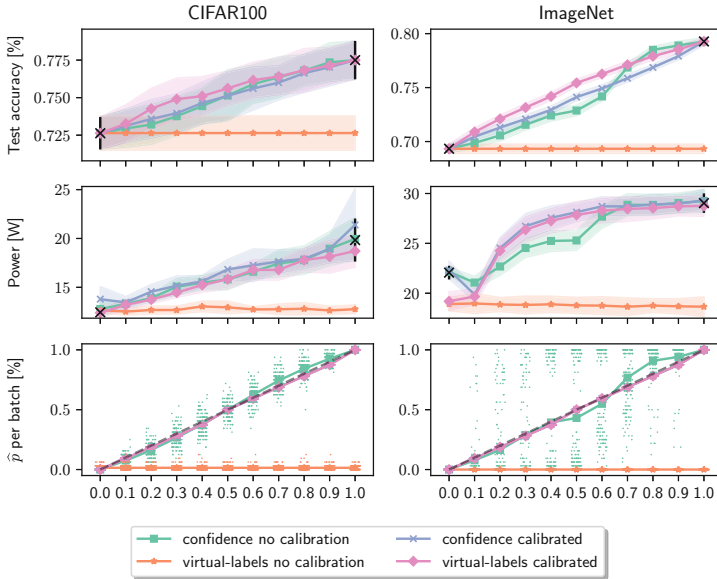 CIFAR100
ImageNet
Test accuracy [%]
0.775
0.750
0.725
0.80
0.75
0.70
Power [W]
25
20
15
30
25
20
p̂ per batch [%]
1.0
0.5
0.0
1.0
0.5
0.0
0.0 0.1 0.2 0.3 0.4 0.5 0.6 0.7 0.8 0.9 1.0
0.0 0.1 0.2 0.3 0.4 0.5 0.6 0.7 0.8 0.9 1.0
confidence no calibration
confidence calibrated
virtual-labels no calibration
virtual-labels calibrated